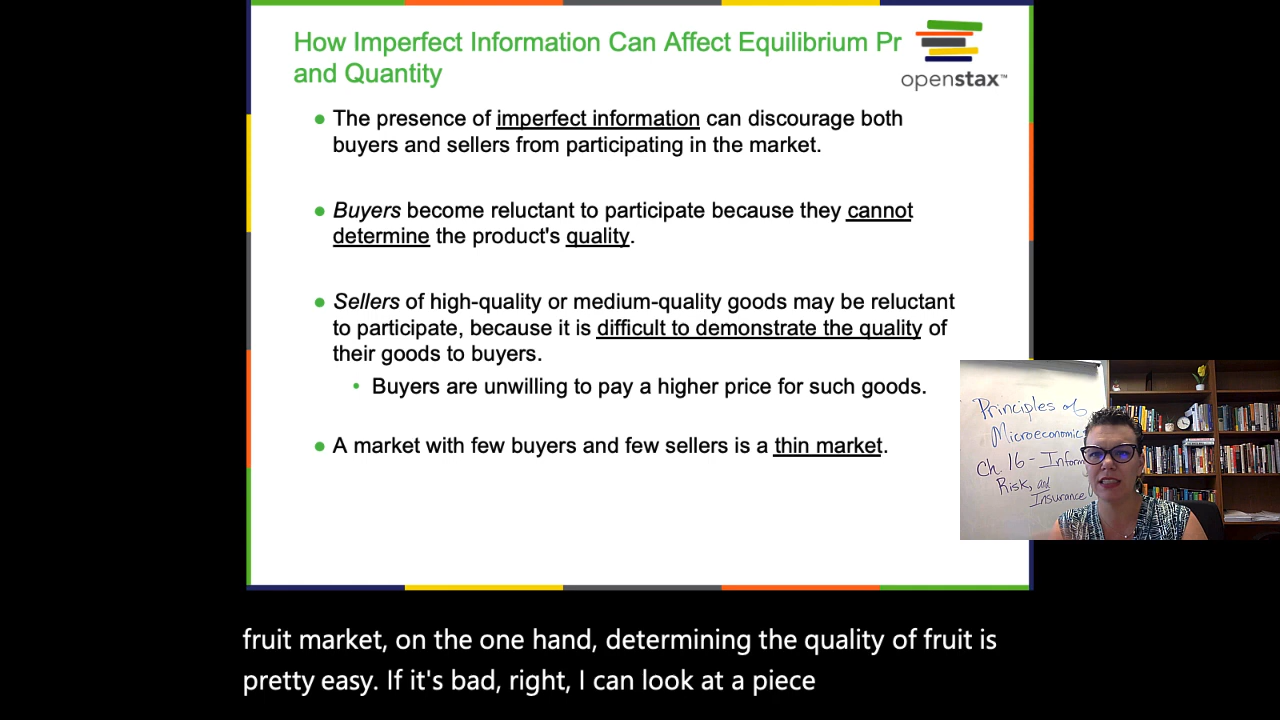 How Imperfect Information Can Affect Equilibrium Pr
and Quantity
openstax™
● The presence of imperfect information can discourage both
buyers and sellers from participating in the market.
● Buyers become reluctant to participate because they cannot
determine the product's quality.
● Sellers of high-quality or medium-quality goods may be reluctant
to participate, because it is difficult to demonstrate the quality of
their goods to buyers.
• Buyers are unwilling to pay a higher price for such goods.
● A market with few buyers and few sellers is a thin market.
Principles of
Microeconomic
Ch. 16 - Inform
Risk, and
Insurance
fruit market, on the one hand, determining the quality of fruit is
pretty easy. If it's bad, right, I can look at a piece